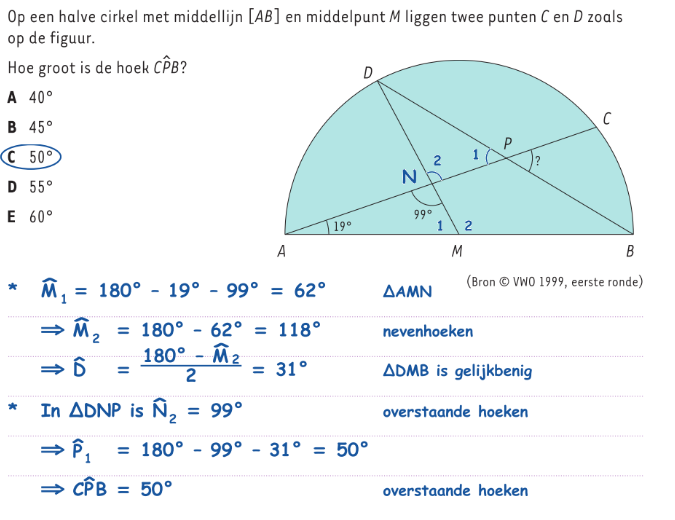 Op een halve cirkel met middellijn [AB] en middelpunt M liggen twee punten C en D zoals
op de figuur.
Hoe groot is de hoek CP̂B?
A 40°
B 45°
C 50°
D 55°
E 60°
D
C
P
1
?
2
N
99°
19°
1
2
A
M
B
(Bron © VWO 1999, eerste ronde)
* M̂₁ = 180° - 19° - 99° = 62° ΔAMN
⇒ M̂₂ = 180° - 62° = 118° nevenhoeken
⇒ D̂ = (180° - M̂₂)/2 = 31° ΔDMB is gelijkbenig
* In ΔDNP is N̂₂ = 99° overstaande hoeken
⇒ P̂₁ = 180° - 99° - 31° = 50°
⇒ CP̂B = 50° overstaande hoeken